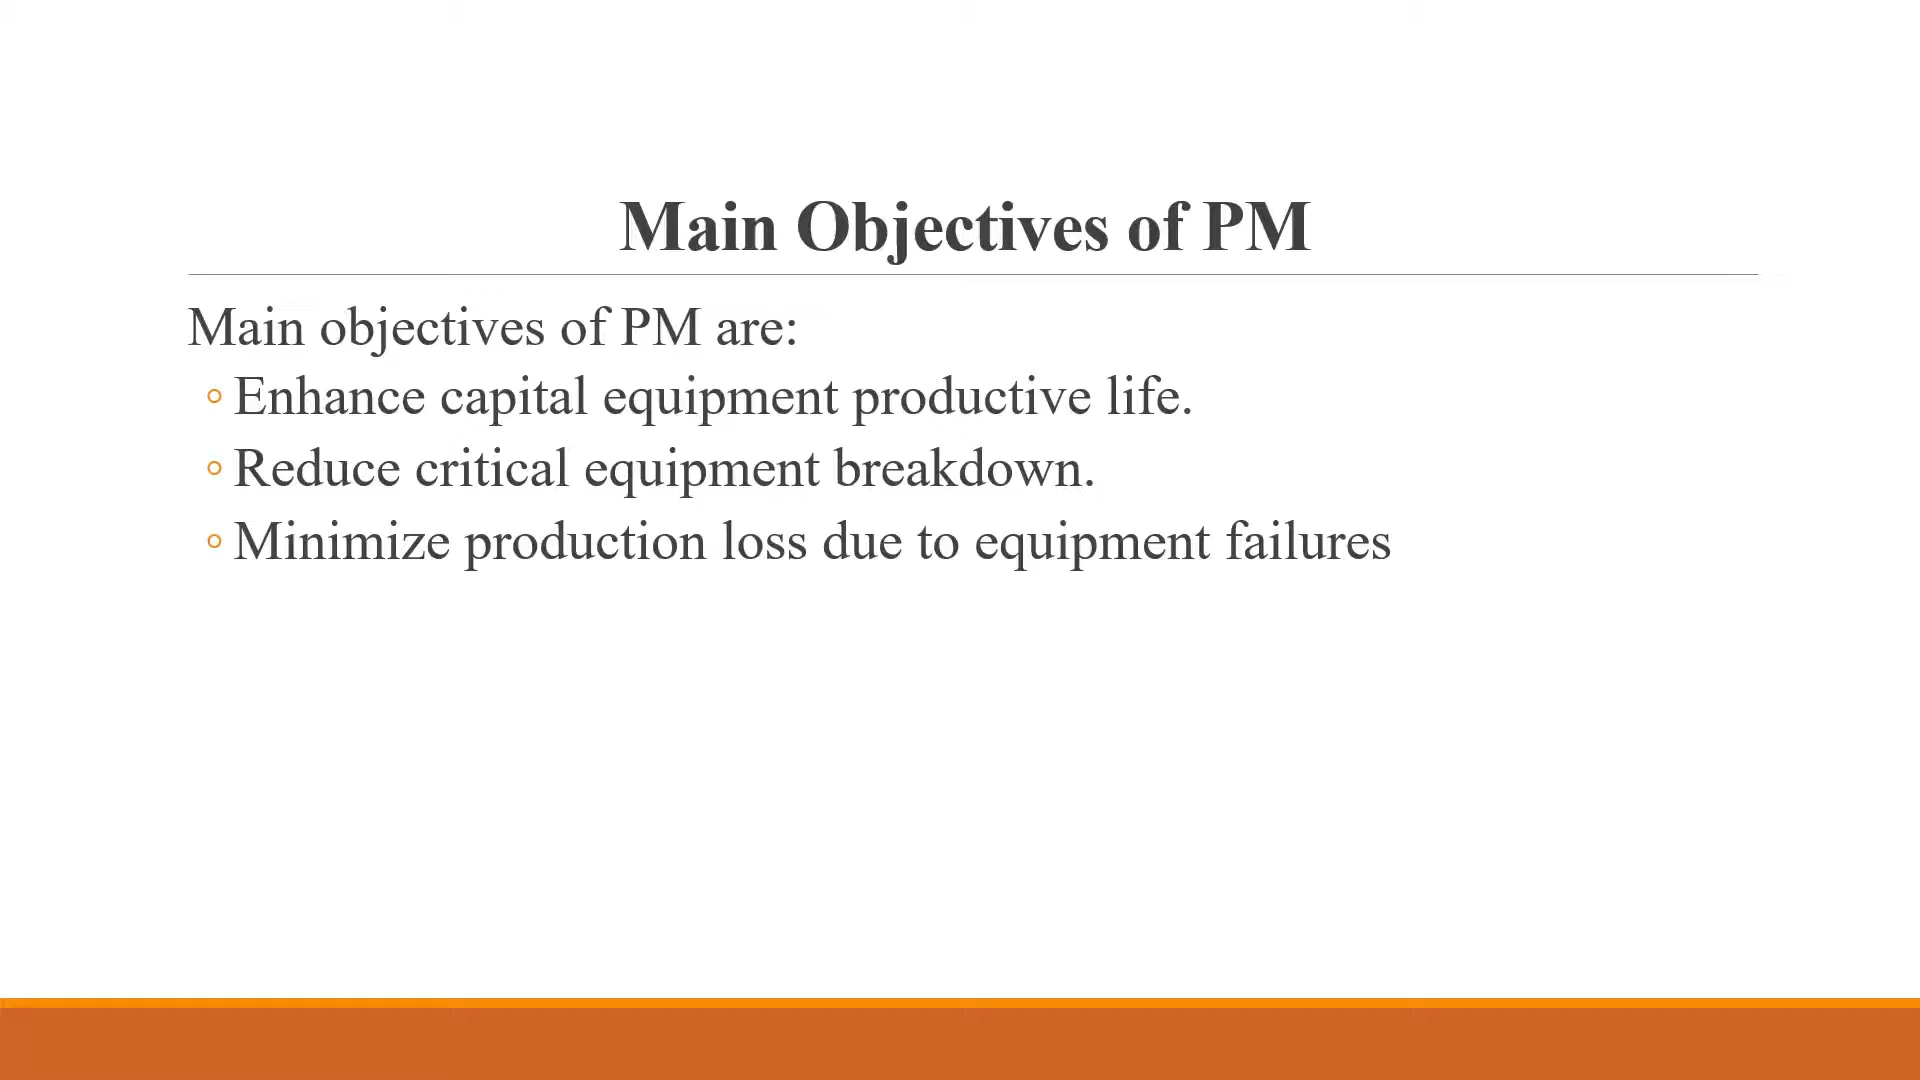 Main Objectives of PM
Main objectives of PM are:
◦ Enhance capital equipment productive life.
◦ Reduce critical equipment breakdown.
◦ Minimize production loss due to equipment failures